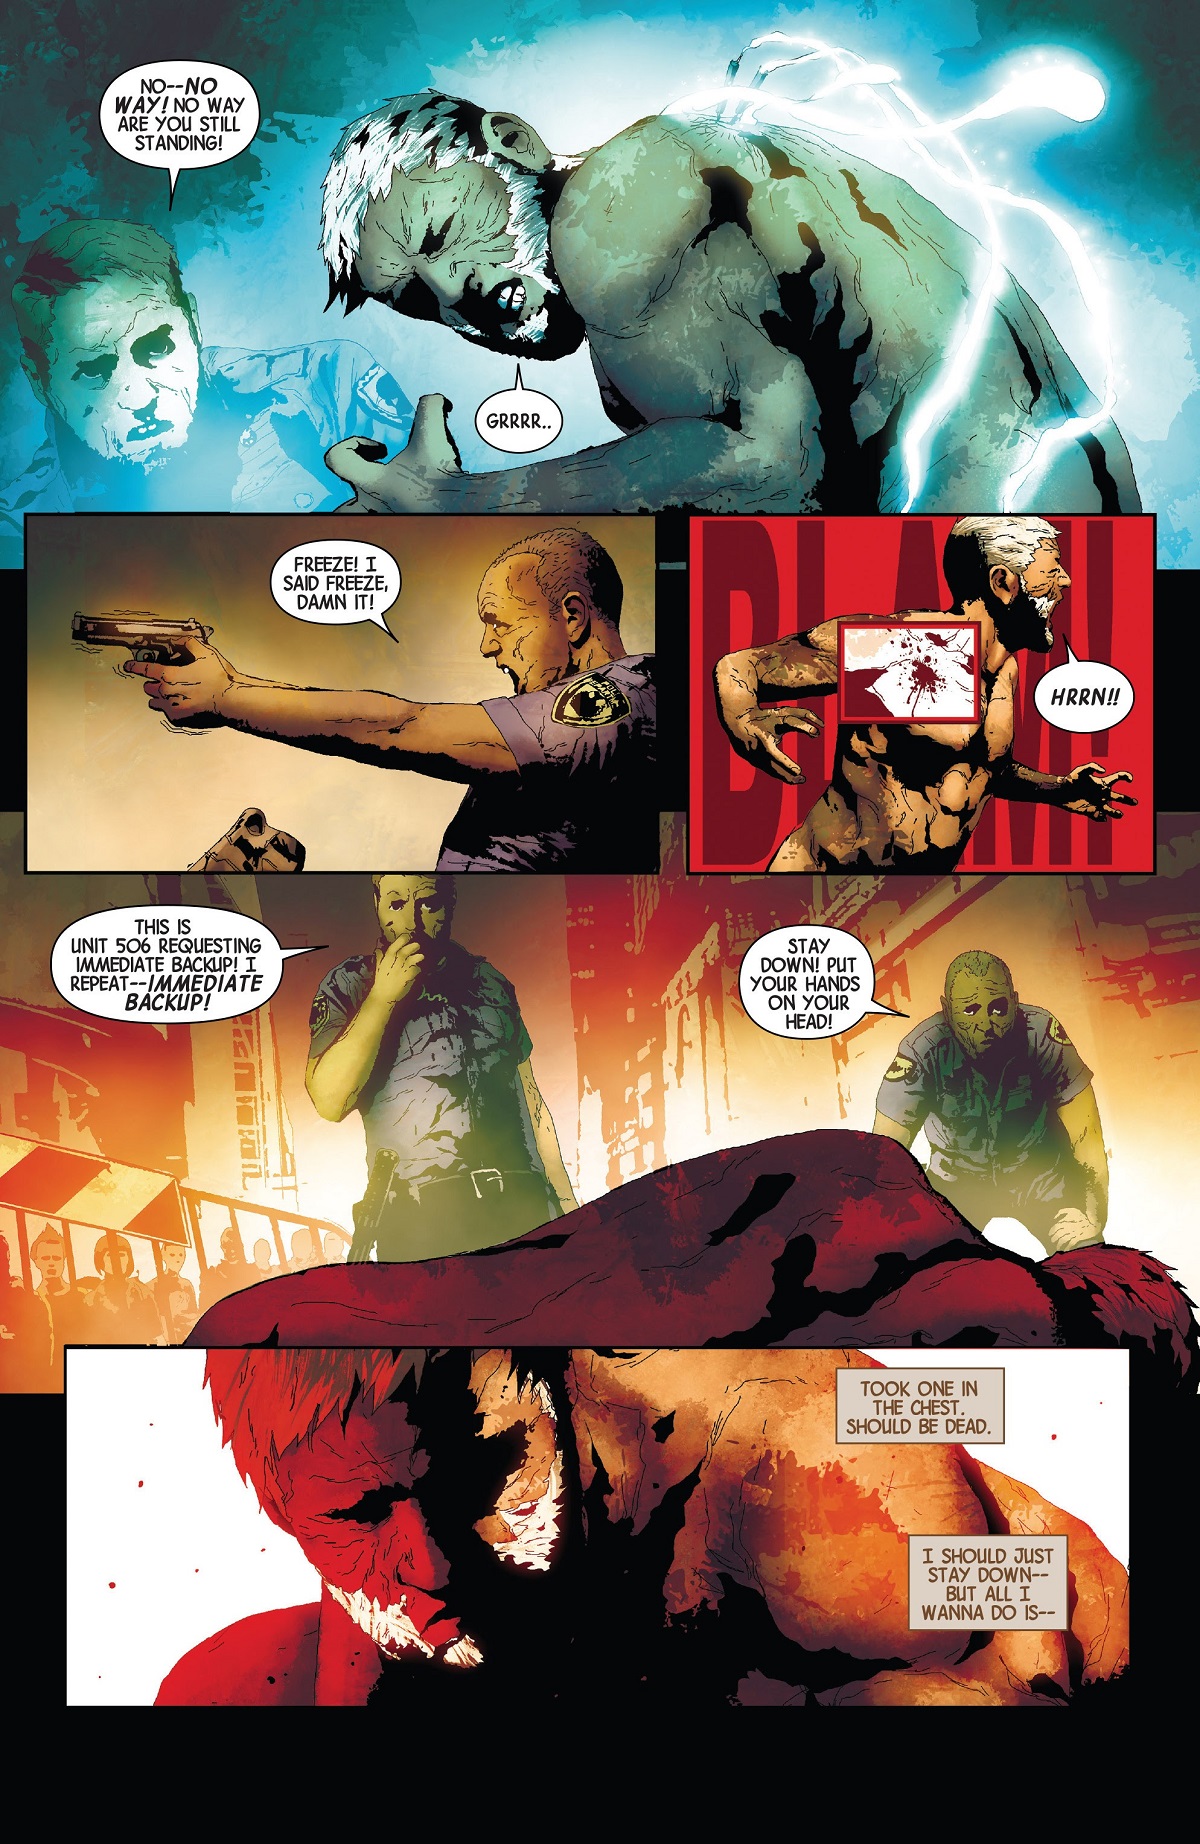 NO--NO
WAY! NO WAY
ARE YOU STILL
STANDING!
GRRRR..
FREEZE! I
SAID FREEZE,
DAMN IT!
BLAM!
HRRN!!
THIS IS
UNIT 506 REQUESTING
IMMEDIATE BACKUP! I
REPEAT--IMMEDIATE
BACKUP!
STAY
DOWN! PUT
YOUR HANDS
ON YOUR
HEAD!
TOOK ONE IN
THE CHEST.
SHOULD BE DEAD.
I SHOULD JUST
STAY DOWN--
BUT ALL I
WANNA DO IS--